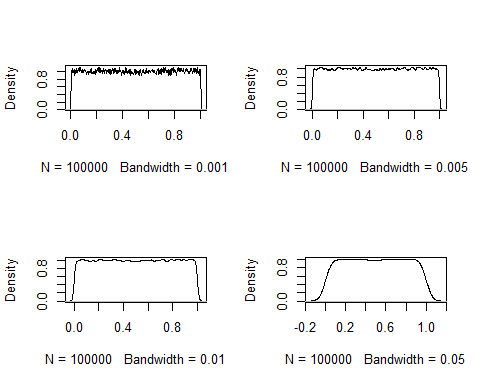 Density
0.0 0.8
0.0 0.4 0.8
N = 100000 Bandwidth = 0.001
Density
0.0 0.8
0.0 0.4 0.8
N = 100000 Bandwidth = 0.005
Density
0.0 0.8
0.0 0.4 0.8
N = 100000 Bandwidth = 0.01
Density
0.0 0.8
-0.2 0.2 0.6 1.0
N = 100000 Bandwidth = 0.05